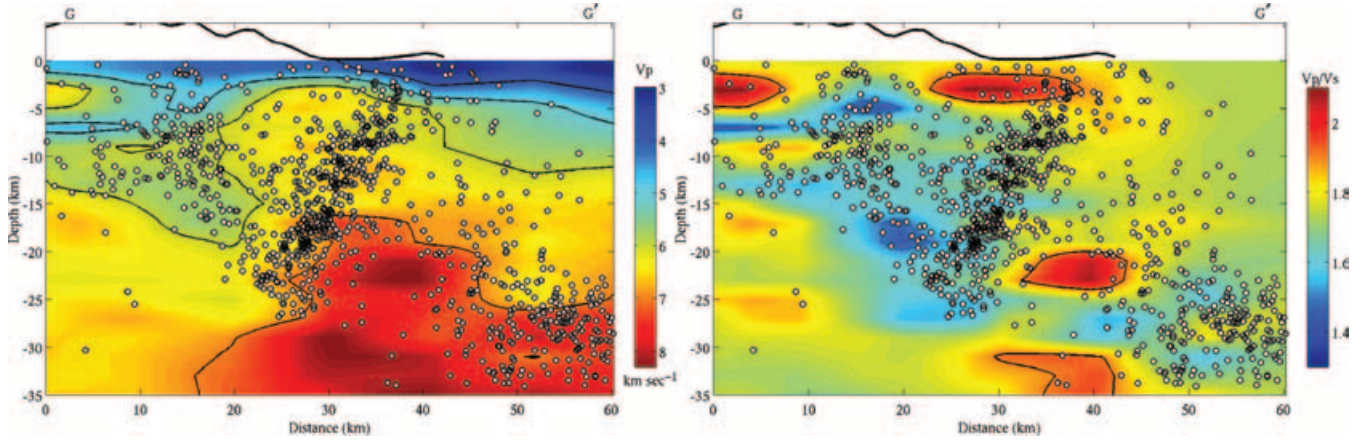 G G′ G G′
Vp Vp/Vs
0 0
-5 3 -5 2
-10 4 -10
-15 5 -15 1.8
Depth (km) Depth (km)
-20 6 -20 1.6
-25 7 -25
-30 8 -30 1.4
-35 km sec⁻¹ -35
0 10 20 30 40 50 60 0 10 20 30 40 50 60
Distance (km) Distance (km)